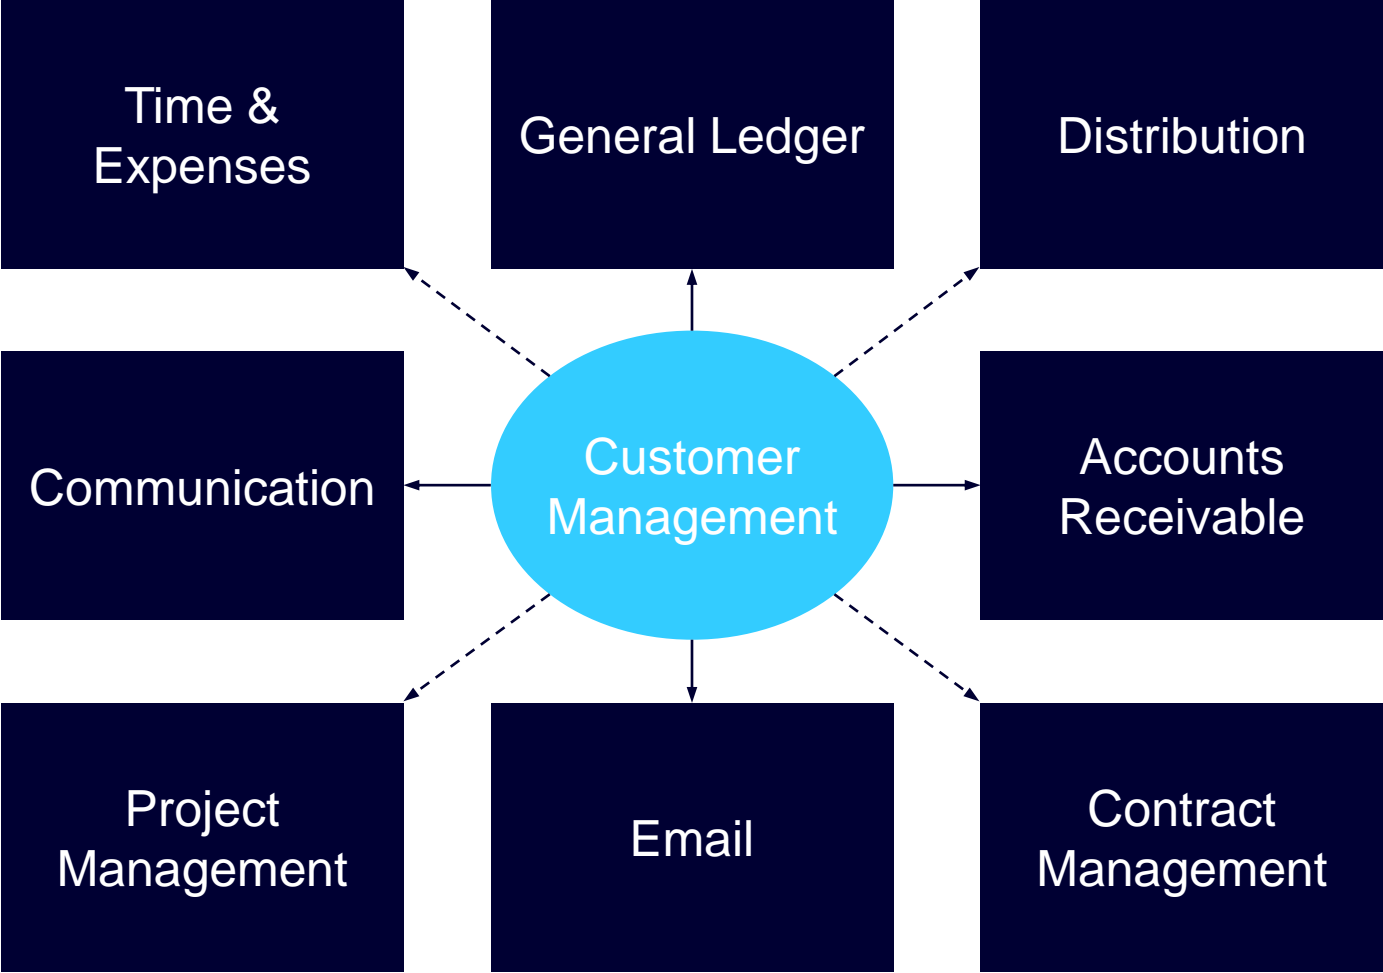 Time &
Expenses
General Ledger
Distribution
Communication
Customer
Management
Accounts
Receivable
Project
Management
Email
Contract
Management